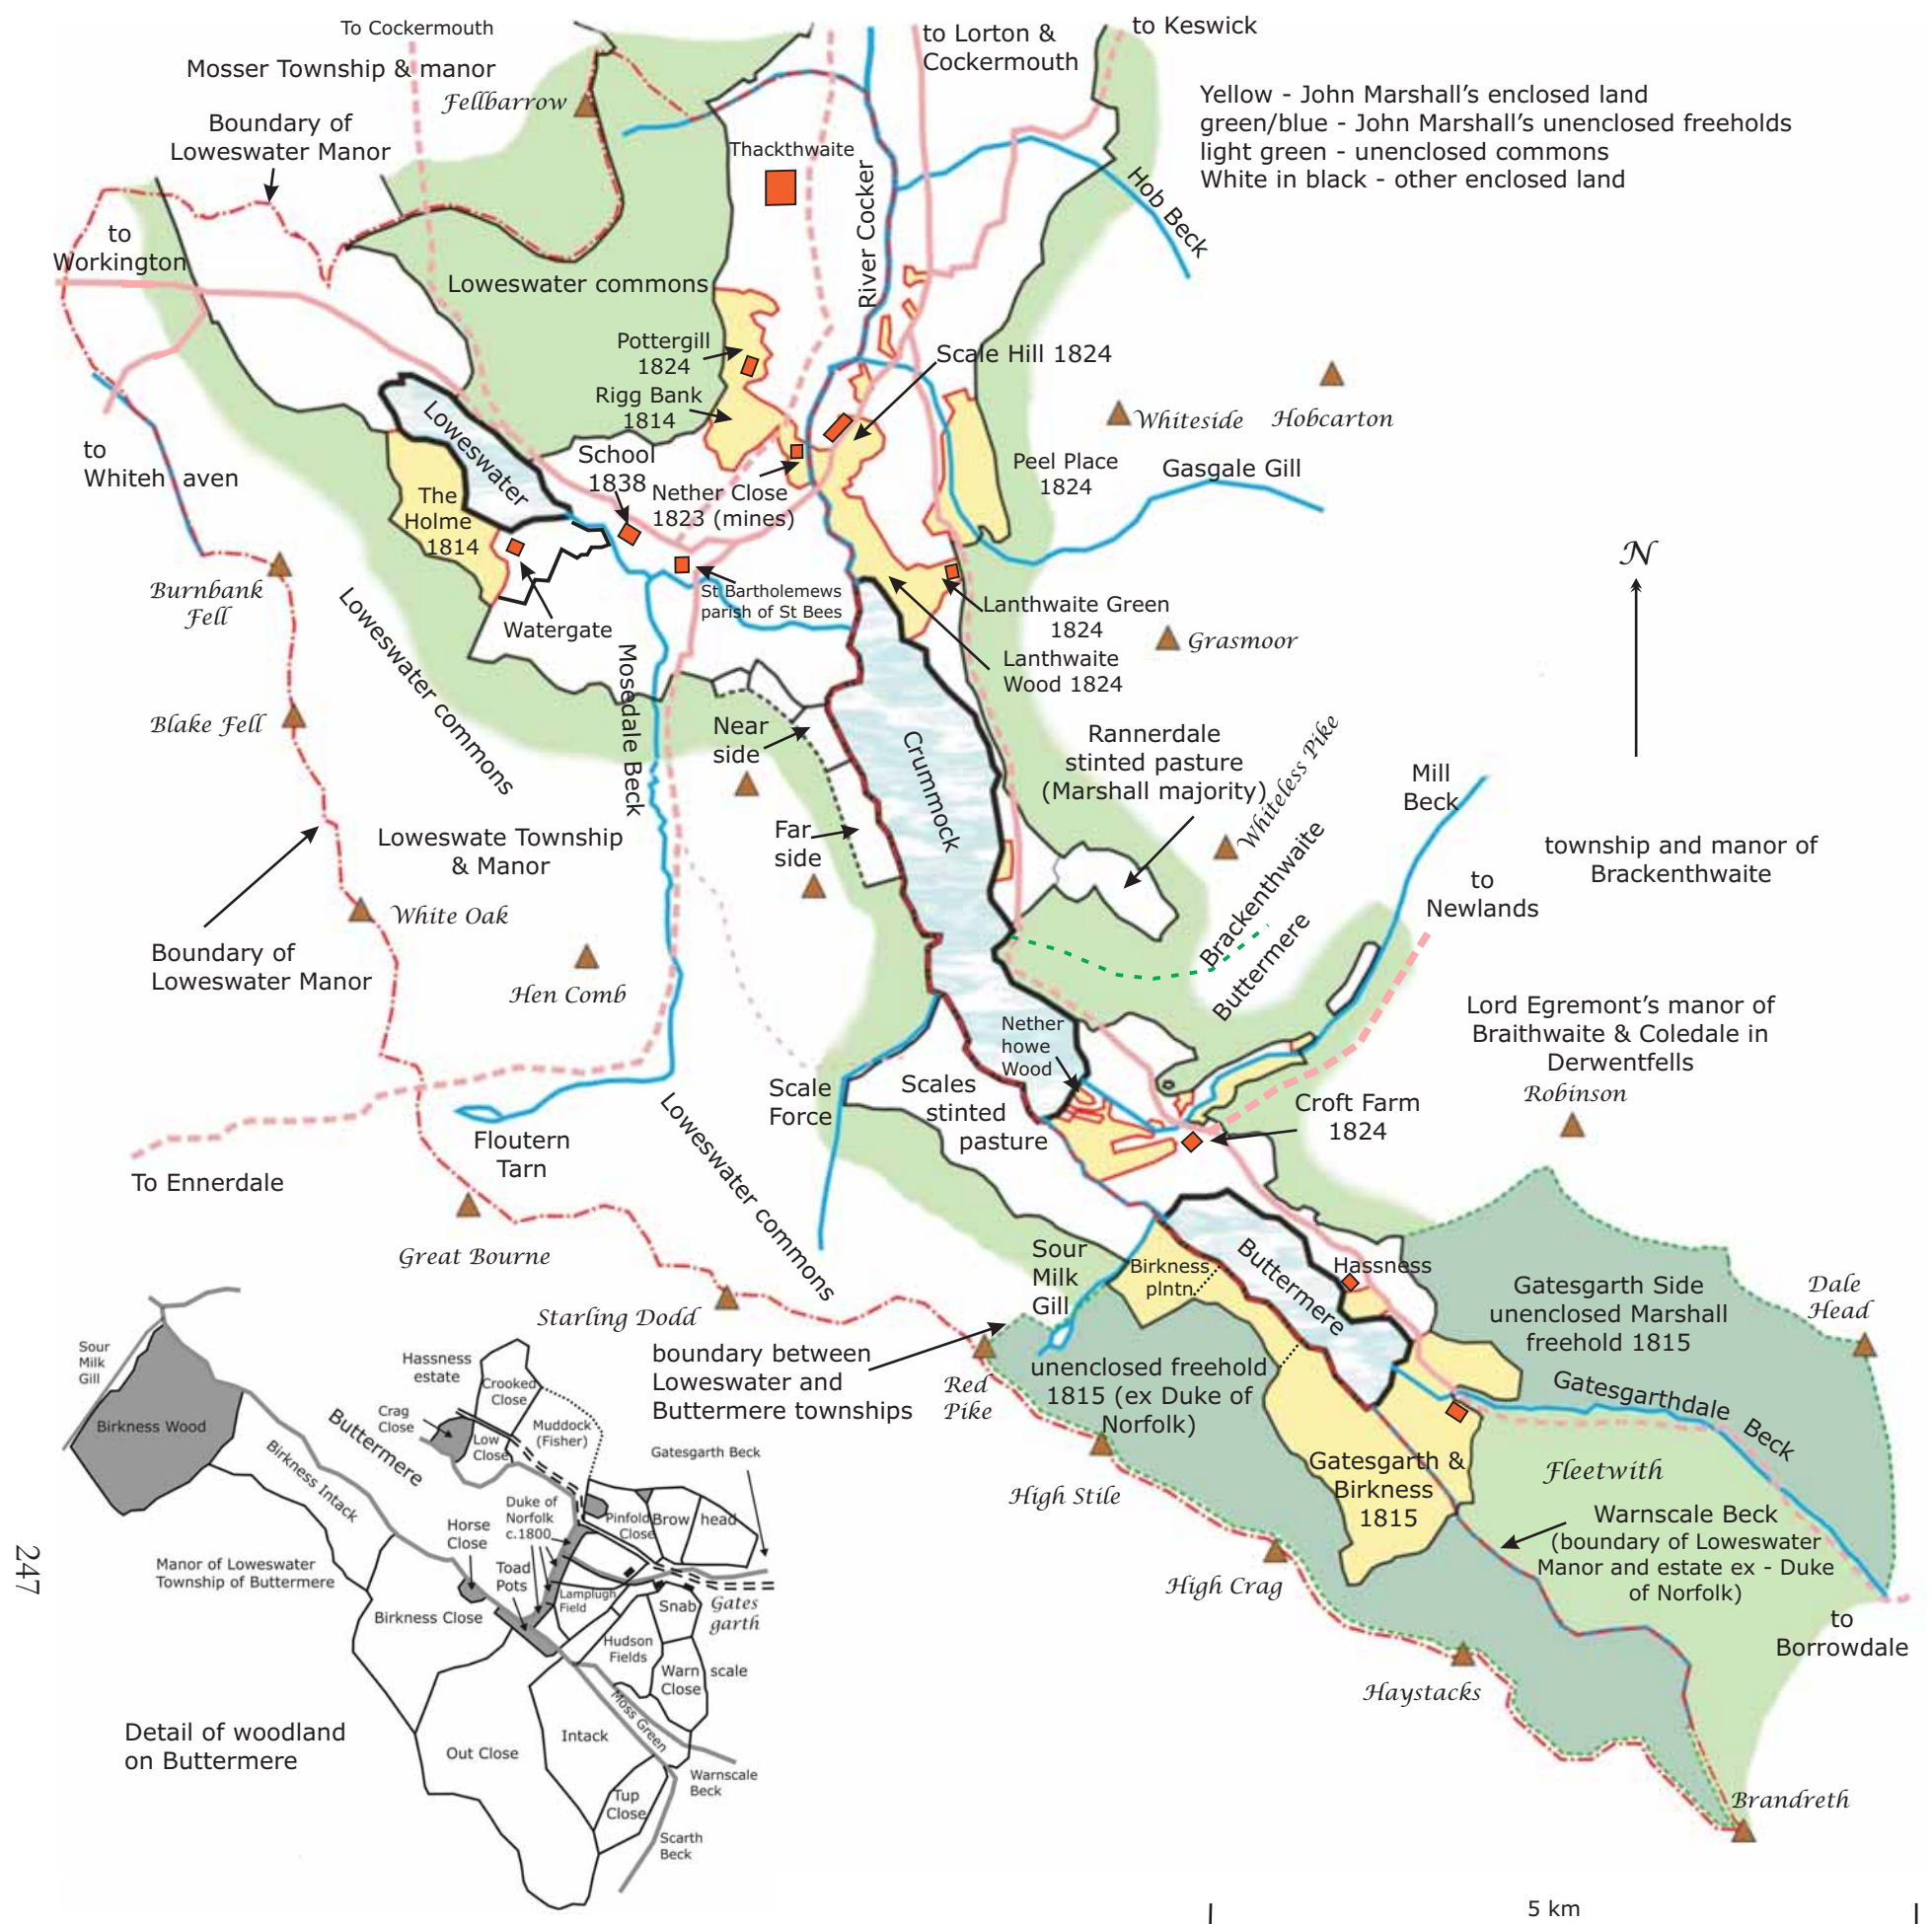 To Cockermouth
to Lorton &
Cockermouth
to Keswick
Mosser Township & manor
Fellbarrow
Yellow - John Marshall's enclosed land
green/blue - John Marshall's unenclosed freeholds
light green - unenclosed commons
White in black - other enclosed land
Boundary of
Loweswater Manor
Thackthwaite
River Cocker
Hob Beck
to
Workington
Loweswater commons
Pottergill
1824
Scale Hill 1824
Rigg Bank
1814
Whiteside
Hobcarton
Loweswater
to
Whiteh aven
School
1838
Nether Close
1823 (mines)
Peel Place
1824
Gasgale Gill
The
Holme
1814
N
Burnbank
Fell
St Bartholemews
parish of St Bees
Lanthwaite Green
1824
Watergate
Grasmoor
Lanthwaite
Wood 1824
Loweswater commons
Mosedale Beck
Blake Fell
Near
side
Crummock
Rannerdale
stinted pasture
(Marshall majority)
Whiteless Pike
Mill
Beck
Loweswate Township
& Manor
Far
side
township and manor of
Brackenthwaite
White Oak
Brackenthwaite
Buttermere
to
Newlands
Boundary of
Loweswater Manor
Hen Comb
Nether
howe
Wood
Lord Egremont's manor of
Braithwaite & Coledale in
Derwentfells
Robinson
Scale
Force
Scales
stinted
pasture
Croft Farm
1824
Floutern
Tarn
To Ennerdale
Loweswater commons
Great Bourne
Sour
Milk
Gill
Birkness
plntn.
Buttermere
Hassness
Gatesgarth Side
unenclosed Marshall
freehold 1815
Dale
Head
Starling Dodd
boundary between
Loweswater and
Buttermere townships
Red
Pike
unenclosed freehold
1815 (ex Duke of
Norfolk)
Gatesgarthdale Beck
High Stile
Gatesgarth &
Birkness
1815
Fleetwith
Warnscale Beck
(boundary of Loweswater
Manor and estate ex - Duke
of Norfolk)
High Crag
to
Borrowdale
Haystacks
Brandreth
5 km
Sour
Milk
Gill
Birkness Wood
Hassness
estate
Crooked
Close
Crag
Close
Buttermere
Low
Close
Muddock
(Fisher)
Gatesgarth Beck
Birkness Intack
Duke of
Norfolk
c.1800
Pinfold
Close
Brow head
Horse
Close
Toad
Pots
Manor of Loweswater
Township of Buttermere
Lamplugh
Field
Snab
Gates
garth
Birkness Close
Hudson
Fields
Warn scale
Close
Moss Green
Detail of woodland
on Buttermere
Out Close
Intack
Warnscale
Beck
Tup
Close
Scarth
Beck
247